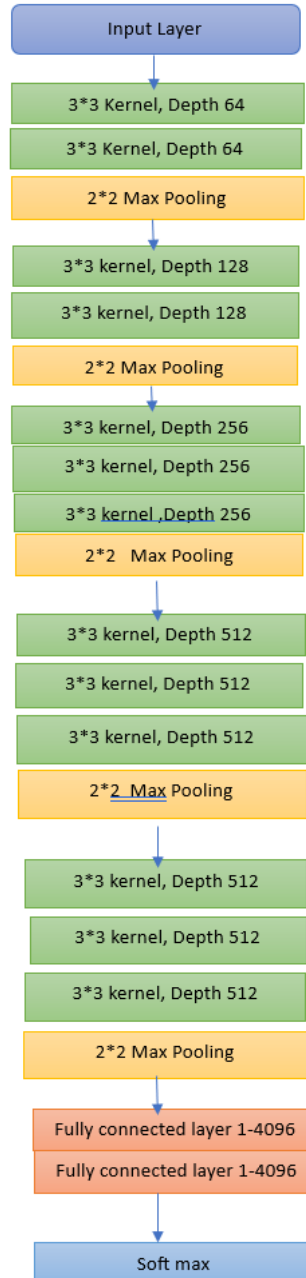 Input Layer
3*3 Kernel, Depth 64
3*3 Kernel, Depth 64
2*2 Max Pooling
3*3 kernel, Depth 128
3*3 kernel, Depth 128
2*2 Max Pooling
3*3 kernel, Depth 256
3*3 kernel, Depth 256
3*3 kernel ,Depth 256
2*2 Max Pooling
3*3 kernel, Depth 512
3*3 kernel, Depth 512
3*3 kernel, Depth 512
2*2 Max Pooling
3*3 kernel, Depth 512
3*3 kernel, Depth 512
3*3 kernel, Depth 512
2*2 Max Pooling
Fully connected layer 1-4096
Fully connected layer 1-4096
Soft max